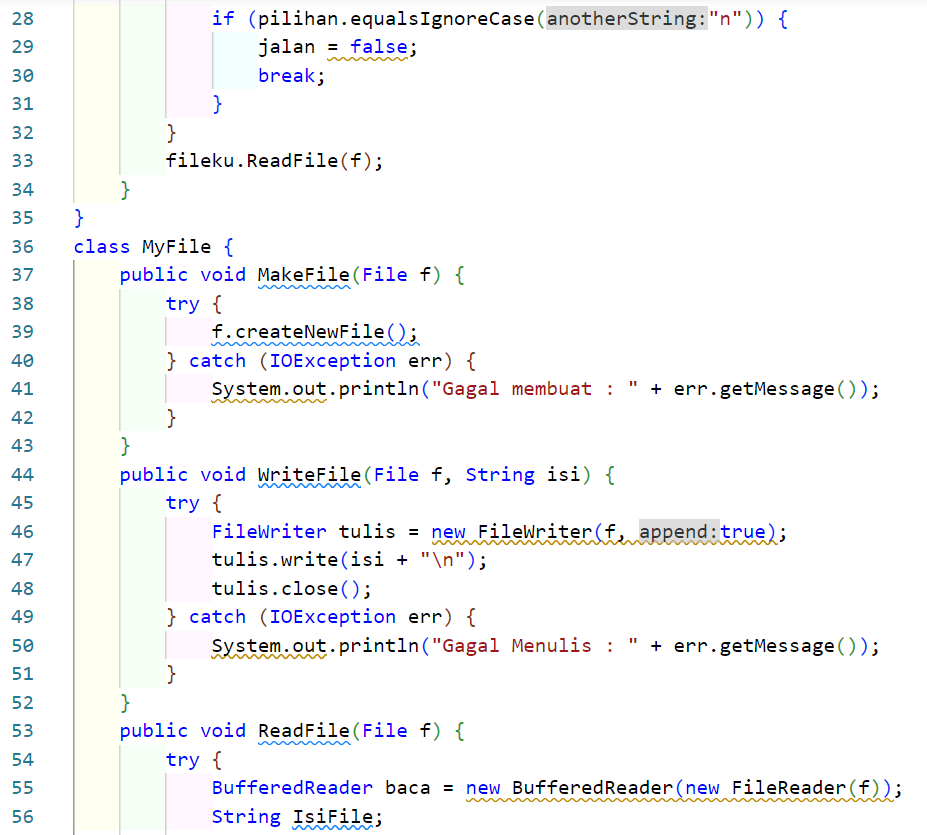 28 if (pilihan.equalsIgnoreCase(anotherString:"n")) {
29 jalan = false;
30 break;
31 }
32 }
33 fileku.ReadFile(f);
34 }
35 }
36 class MyFile {
37 public void MakeFile(File f) {
38 try {
39 f.createNewFile();
40 } catch (IOException err) {
41 System.out.println("Gagal membuat : " + err.getMessage());
42 }
43 }
44 public void WriteFile(File f, String isi) {
45 try {
46 FileWriter tulis = new FileWriter(f, append:true);
47 tulis.write(isi + "\n");
48 tulis.close();
49 } catch (IOException err) {
50 System.out.println("Gagal Menulis : " + err.getMessage());
51 }
52 }
53 public void ReadFile(File f) {
54 try {
55 BufferedReader baca = new BufferedReader(new FileReader(f));
56 String IsiFile;